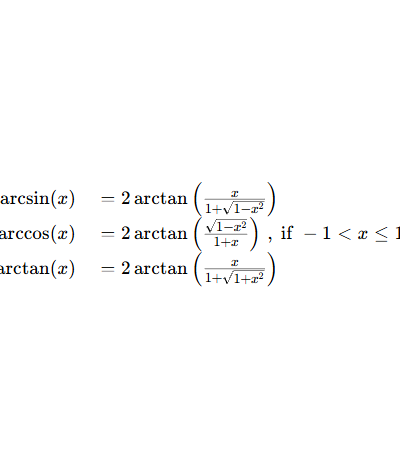 arcsin(x) = 2 arctan(x / (1+√(1−x²)))
arccos(x) = 2 arctan(√(1−x²) / (1+x)), if −1 < x ≤ 1
arctan(x) = 2 arctan(x / (1+√(1+x²)))